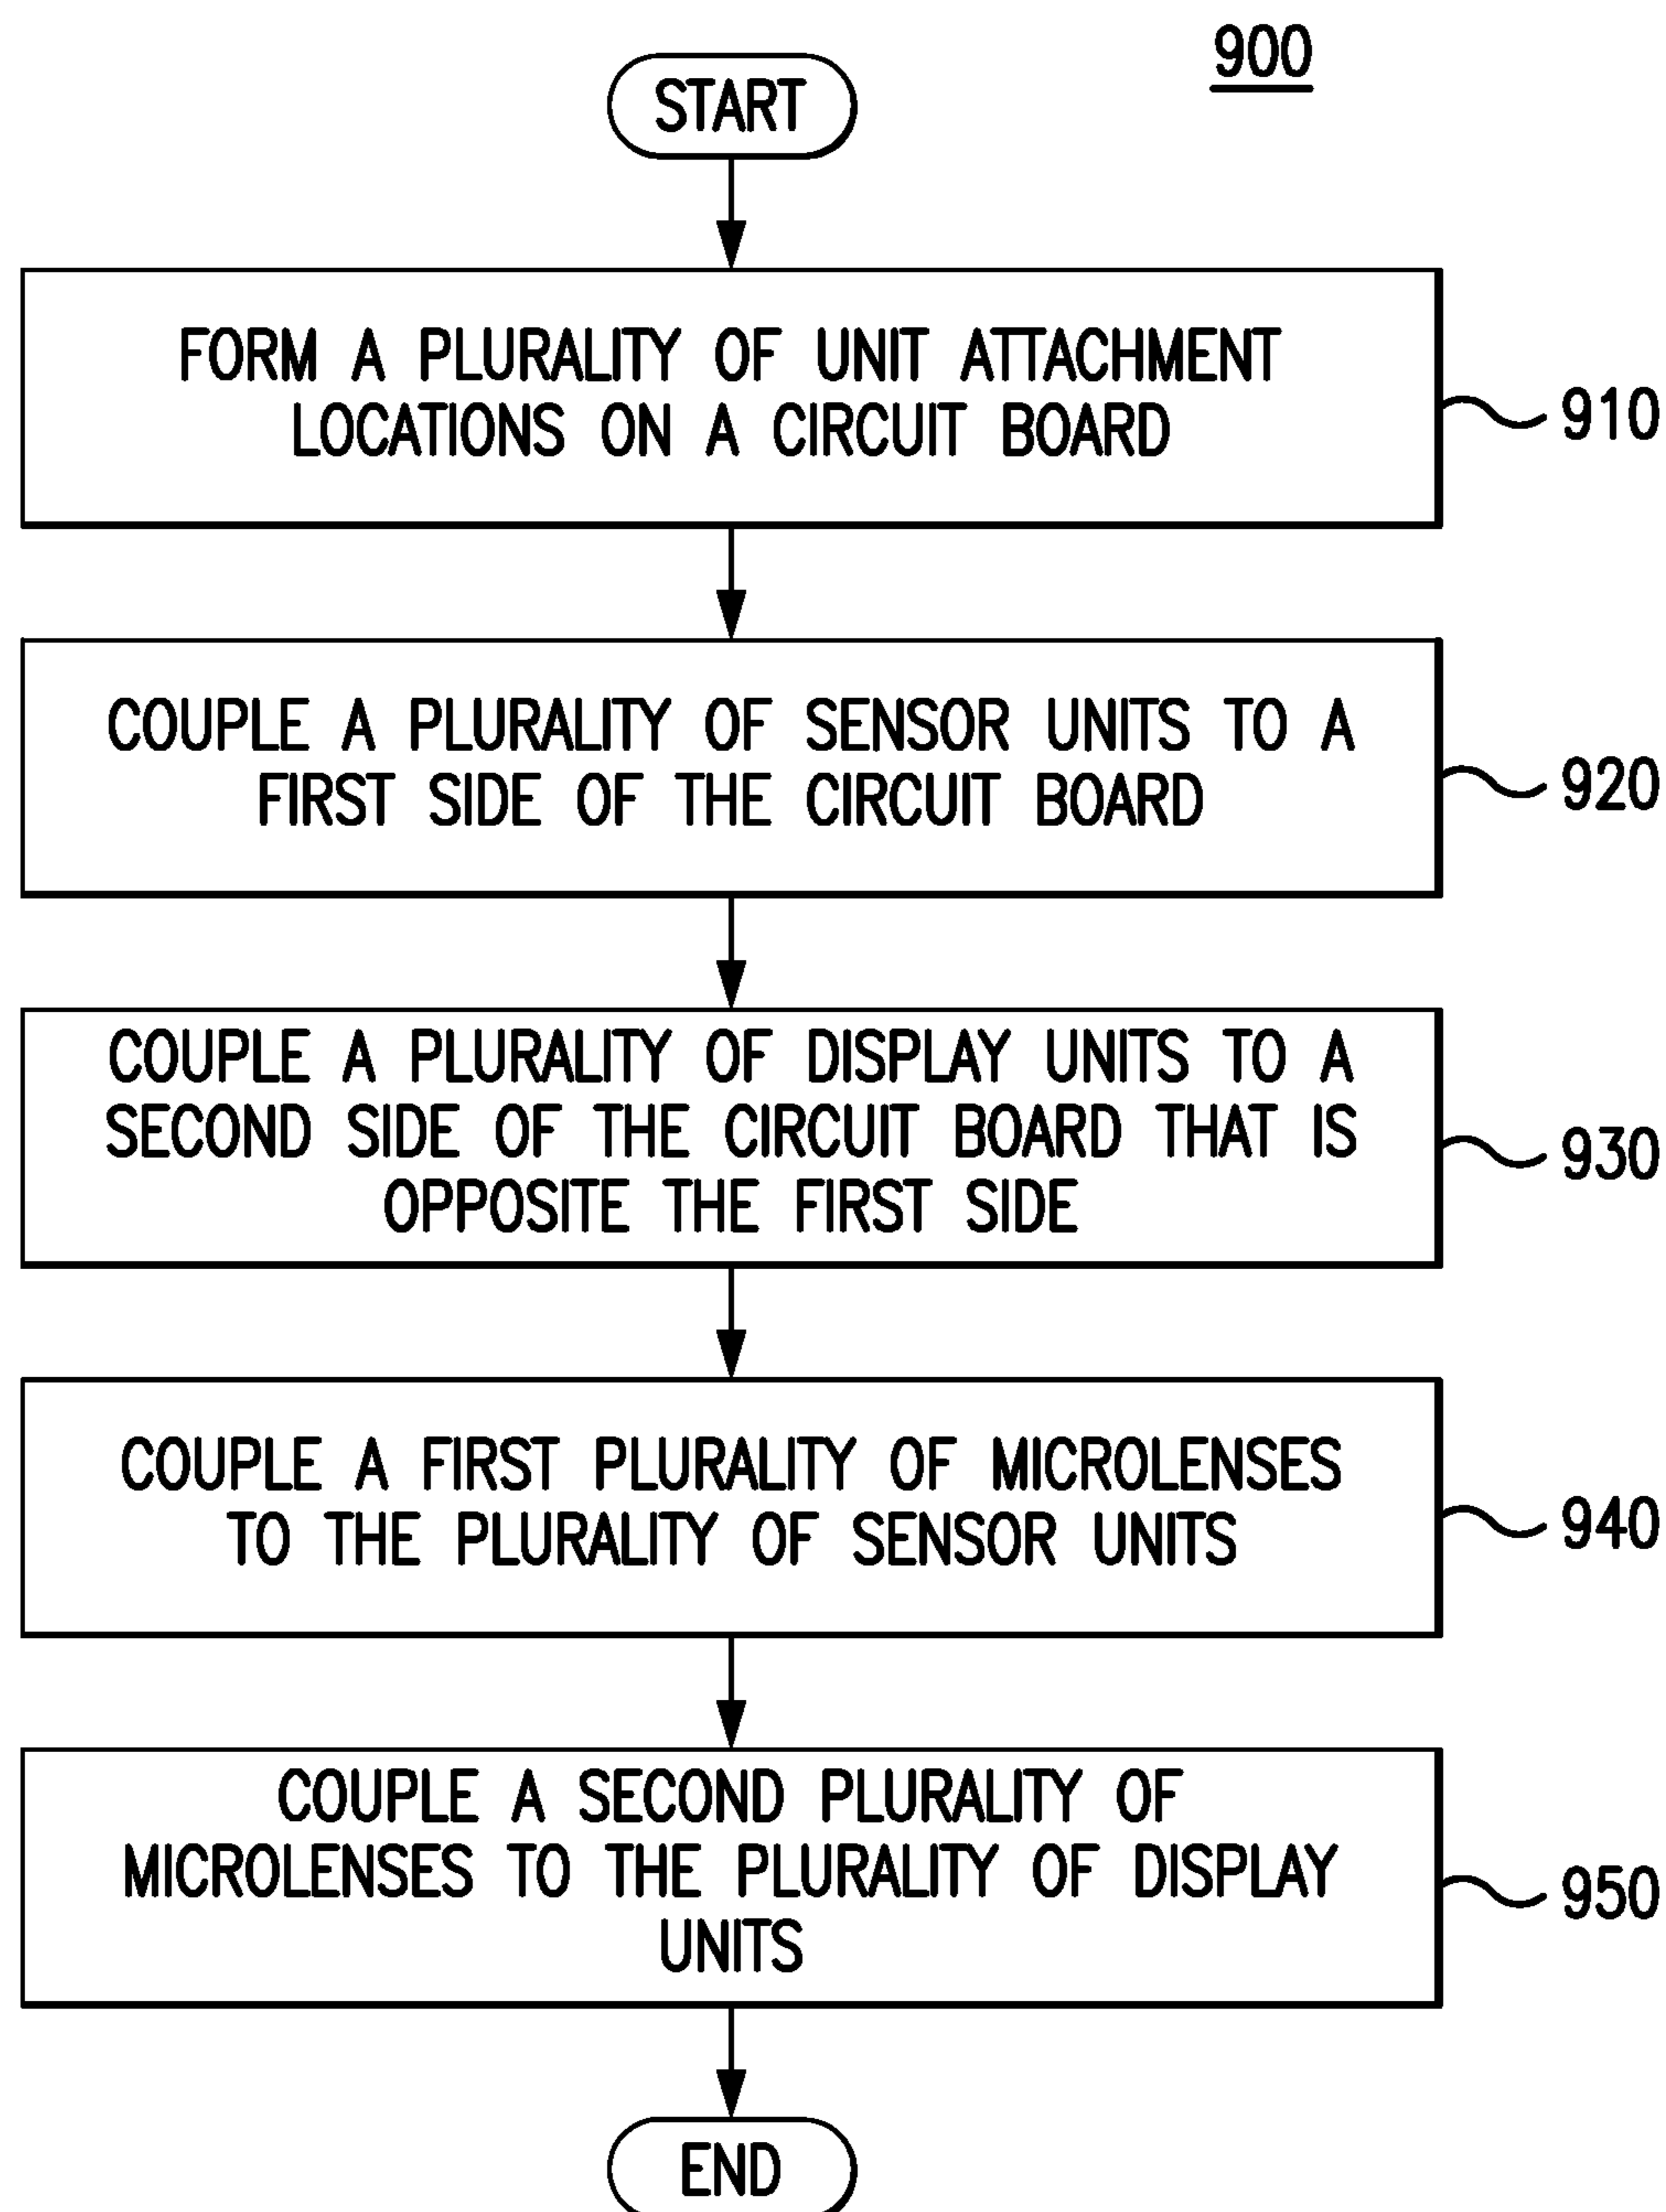 900
START
FORM A PLURALITY OF UNIT ATTACHMENT
LOCATIONS ON A CIRCUIT BOARD
910
COUPLE A PLURALITY OF SENSOR UNITS TO A
FIRST SIDE OF THE CIRCUIT BOARD
920
COUPLE A PLURALITY OF DISPLAY UNITS TO A
SECOND SIDE OF THE CIRCUIT BOARD THAT IS
OPPOSITE THE FIRST SIDE
930
COUPLE A FIRST PLURALITY OF MICROLENSES
TO THE PLURALITY OF SENSOR UNITS
940
COUPLE A SECOND PLURALITY OF
MICROLENSES TO THE PLURALITY OF DISPLAY
UNITS
950
END